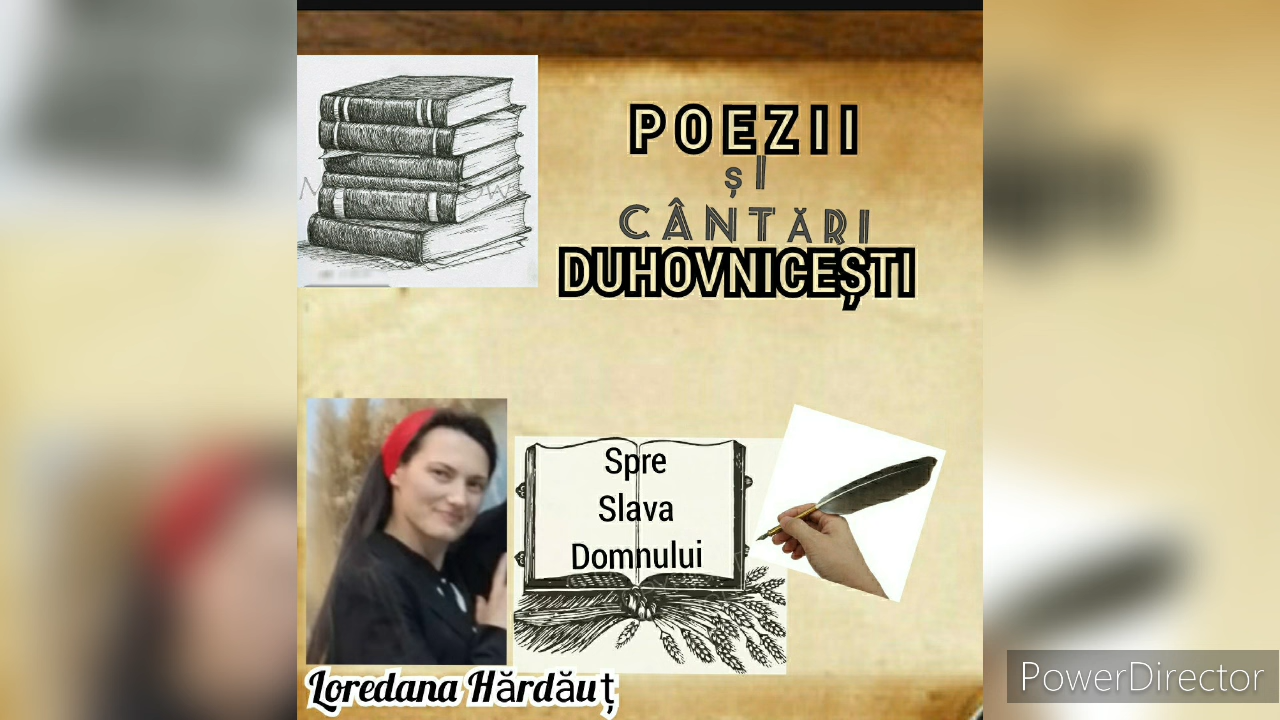 POEZII
șI
CÂNTĂRI
DUHOVNICEȘTI
Spre
Slava
Domnului
Loredana Hărdăuț
PowerDirector